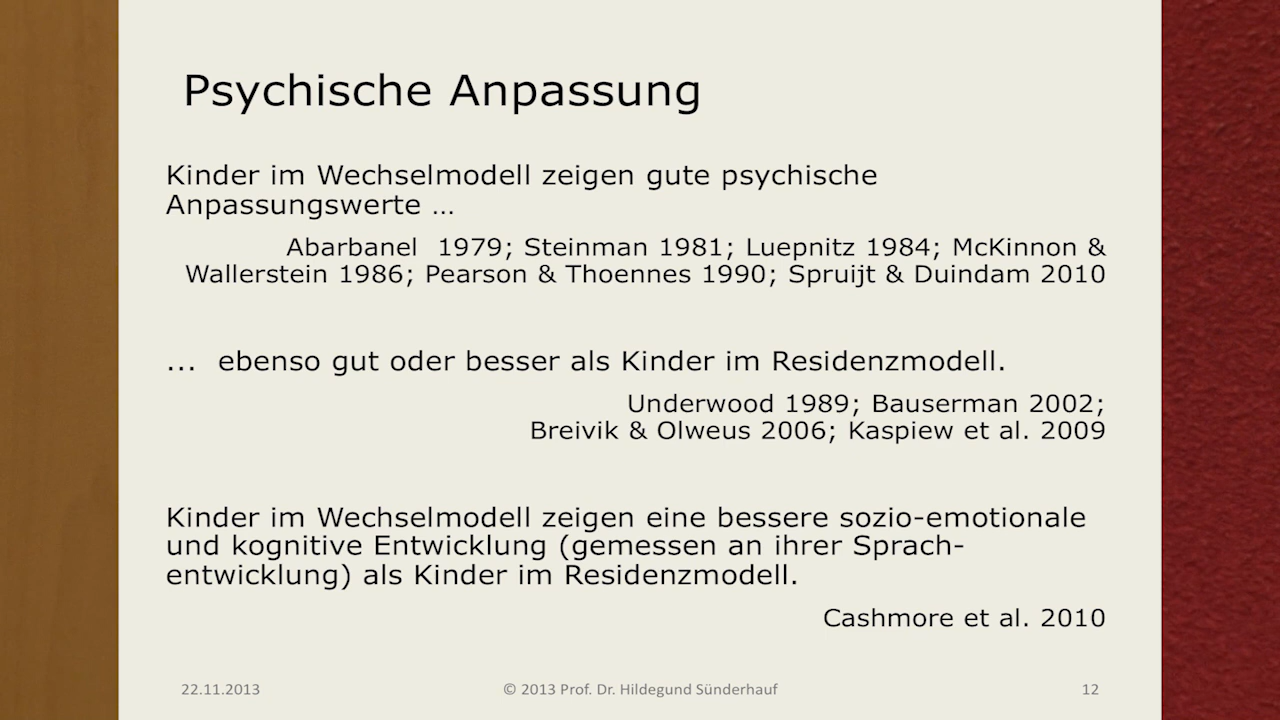 Psychische Anpassung
Kinder im Wechselmodell zeigen gute psychische
Anpassungswerte …
Abarbanel  1979; Steinman 1981; Luepnitz 1984; McKinnon &
Wallerstein 1986; Pearson & Thoennes 1990; Spruijt & Duindam 2010
...  ebenso gut oder besser als Kinder im Residenzmodell.
Underwood 1989; Bauserman 2002;
Breivik & Olweus 2006; Kaspiew et al. 2009
Kinder im Wechselmodell zeigen eine bessere sozio-emotionale
und kognitive Entwicklung (gemessen an ihrer Sprach-
entwicklung) als Kinder im Residenzmodell.
Cashmore et al. 2010
22.11.2013 © 2013 Prof. Dr. Hildegund Sünderhauf 12